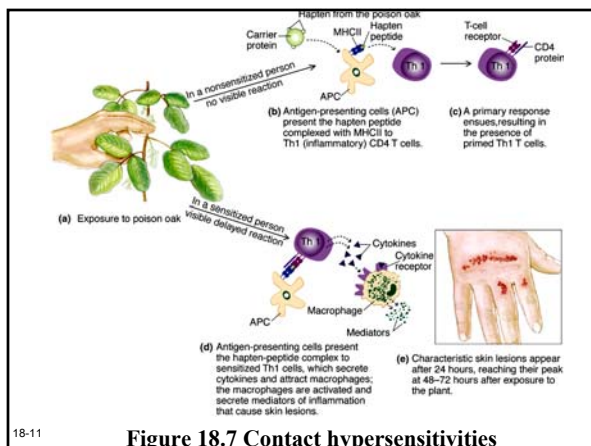 Hapten from the poison oak
Carrier
protein
MHCII
Hapten
peptide
Th 1
APC
T-cell
receptor
CD4
protein
Th 1
In a nonsensitized person
no visible reaction
(b) Antigen-presenting cells (APC)
present the hapten peptide
complexed with MHCII to
Th1 (inflammatory) CD4 T cells.
(c) A primary response
ensues,resulting in
the presence of
primed Th1 T cells.
(a) Exposure to poison oak
In a sensitized person
visible delayed reaction
Th 1
Cytokines
Cytokine
receptor
Macrophage
APC
Mediators
(d) Antigen-presenting cells present
the hapten-peptide complex to
sensitized Th1 cells, which secrete
cytokines and attract macrophages;
the macrophages are activated and
secrete mediators of inflammation
that cause skin lesions.
(e) Characteristic skin lesions appear
after 24 hours, reaching their peak
at 48–72 hours after exposure to
the plant.
18-11
Figure 18.7 Contact hypersensitivities